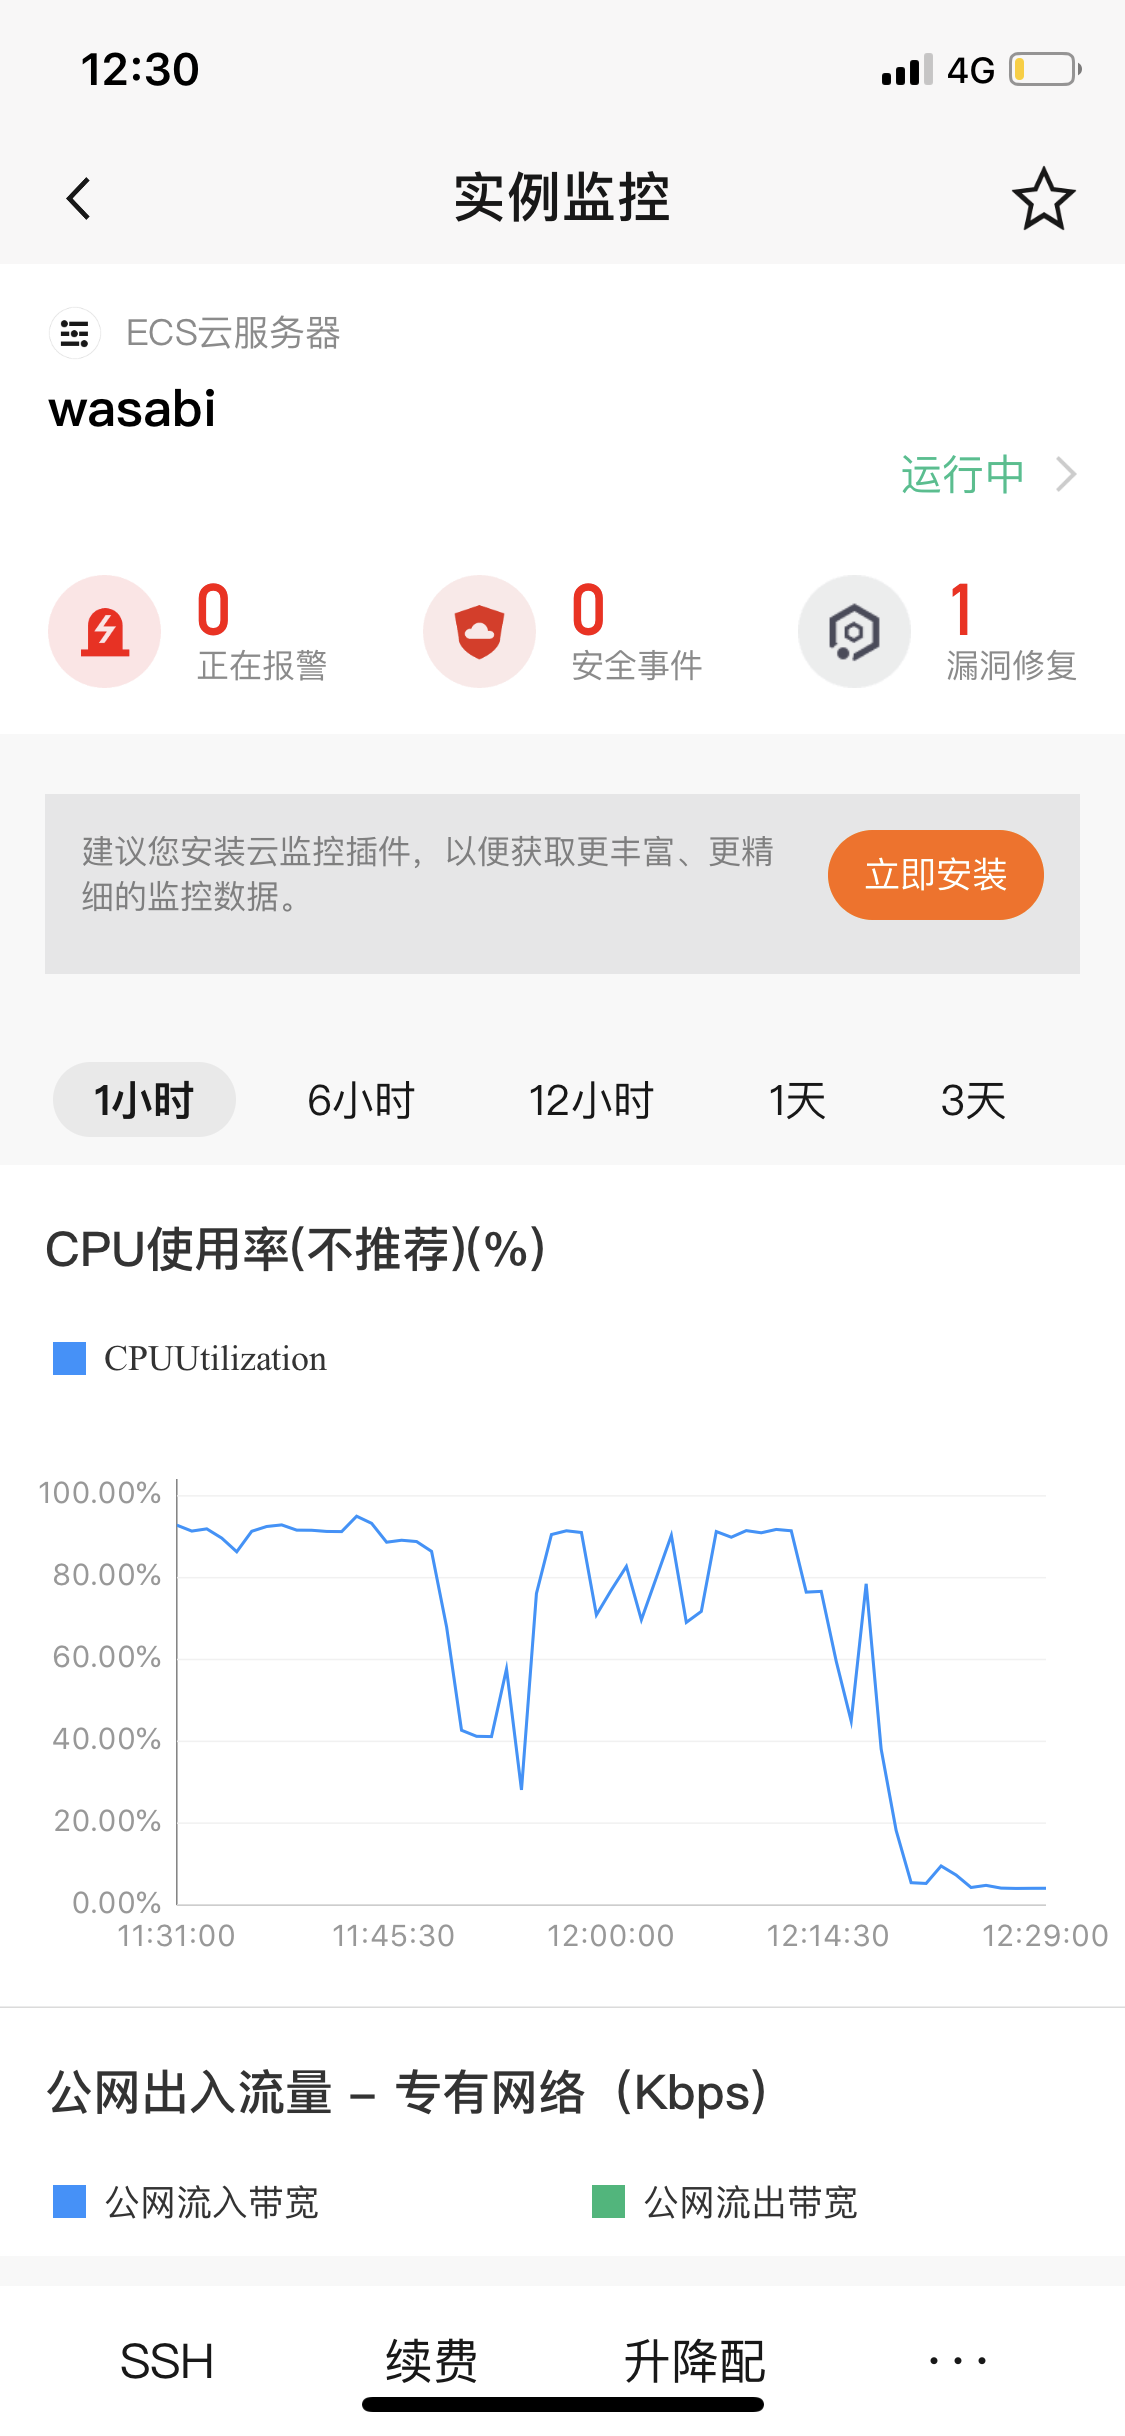 12:30
4G
实例监控
ECS云服务器
wasabi
运行中
0
正在报警
0
安全事件
1
漏洞修复
建议您安装云监控插件，以便获取更丰富、更精
细的监控数据。
立即安装
1小时
6小时
12小时
1天
3天
CPU使用率(不推荐)(%)
CPUUtilization
100.00%
80.00%
60.00%
40.00%
20.00%
0.00%
11:31:00
11:45:30
12:00:00
12:14:30
12:29:00
公网出入流量 – 专有网络（Kbps）
公网流入带宽
公网流出带宽
SSH
续费
升降配
···